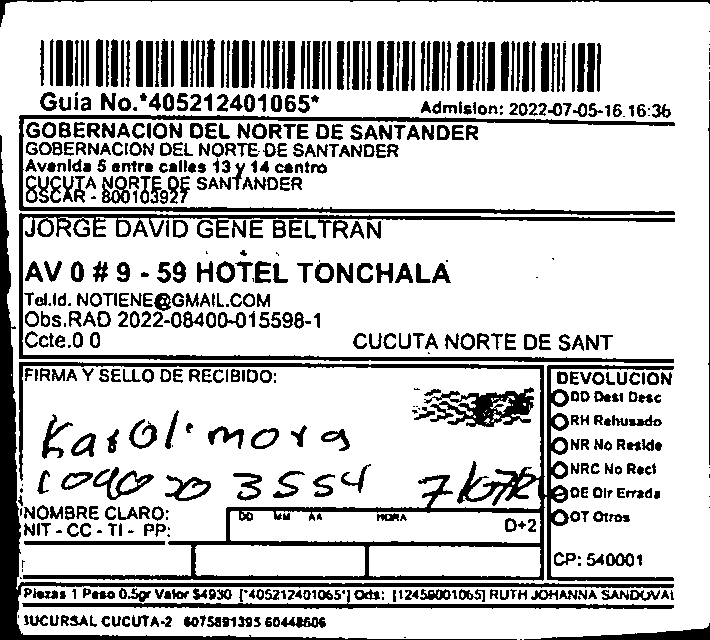 Guia No.*405212401065*
Admision: 2022-07-05-16.16:36
GOBERNACION DEL NORTE DE SANTANDER
GOBERNACION DEL NORTE DE SANTANDER
Avenida 5 entre calles 13 y 14 centro
CUCUTA NORTE DE SANTANDER
OSCAR - 800103927
JORGE DAVID GENE BELTRAN
AV 0 # 9 - 59 HOTEL TONCHALA
Tel.Id. NOTIENE@GMAIL.COM
Obs.RAD 2022-08400-015598-1
Ccte.0 0 CUCUTA NORTE DE SANT
FIRMA Y SELLO DE RECIBIDO:
Karol mora
3554
NOMBRE CLARO:
NIT - CC - TI - PP:
DD MM AA HORA
D+2
DEVOLUCION
DD Dest Desc
RH Rehusado
NR No Reside
NRC No Reci
DE Dir Errada
OT Otros
CP: 540001
Piezas 1 Peso 0.5gr Valor $4930 [*405212401065*] Ods: [12459001065] RUTH JOHANNA SANDOVAL
SUCURSAL CUCUTA-2 6075891395 60448606